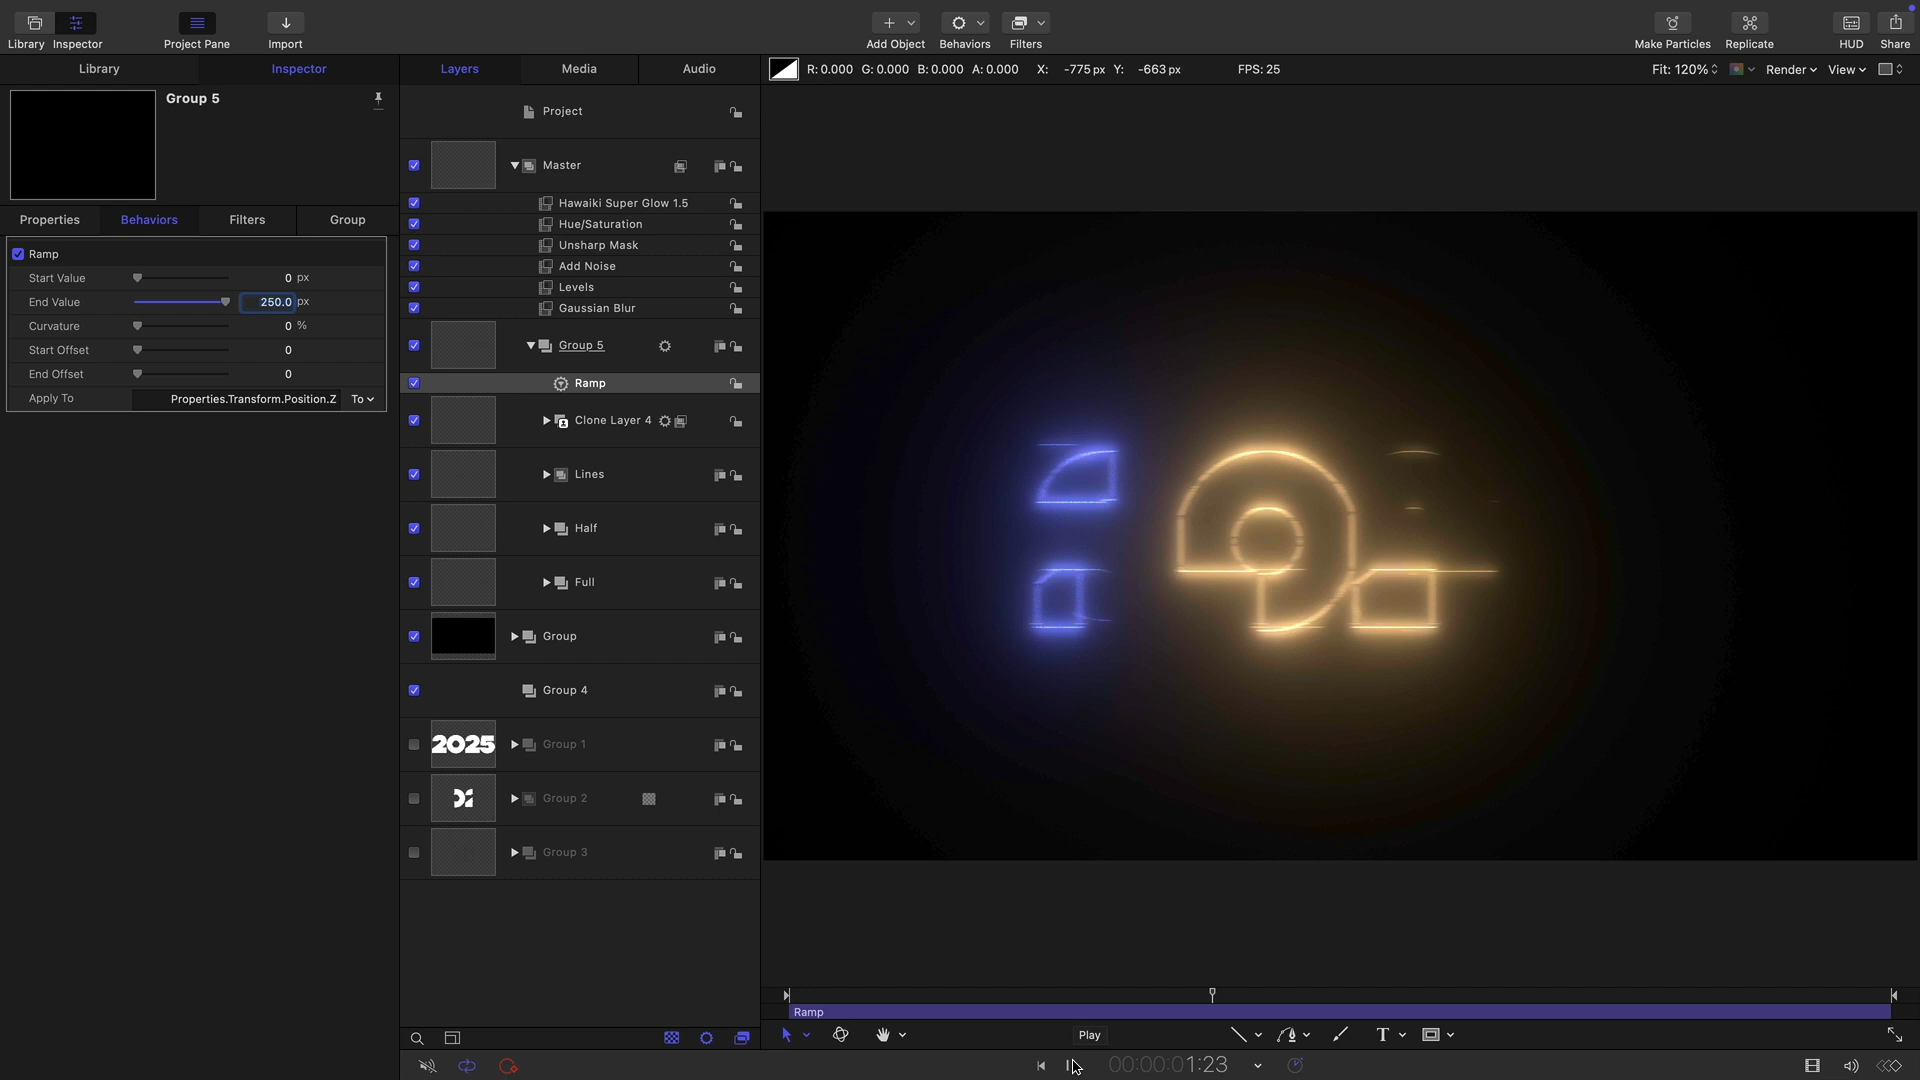 Library Inspector Project Pane Import Add Object Behaviors Filters Make Particles Replicate HUD Share
Library Inspector Layers Media Audio R: 0.000 G: 0.000 B: 0.000 A: 0.000 X: -775 px Y: -663 px FPS: 25 Fit: 120% Render View
Group 5
Properties Behaviors Filters Group
Ramp
Start Value 0 px
End Value 250.0 px
Curvature 0 %
Start Offset 0
End Offset 0
Apply To Properties.Transform.Position.Z To
Project
Master
Hawaiki Super Glow 1.5
Hue/Saturation
Unsharp Mask
Add Noise
Levels
Gaussian Blur
Group 5
Ramp
Clone Layer 4
Lines
Half
Full
Group
Group 4
2025 Group 1
Group 2
Group 3
Ramp
Play T
00:00:01:23